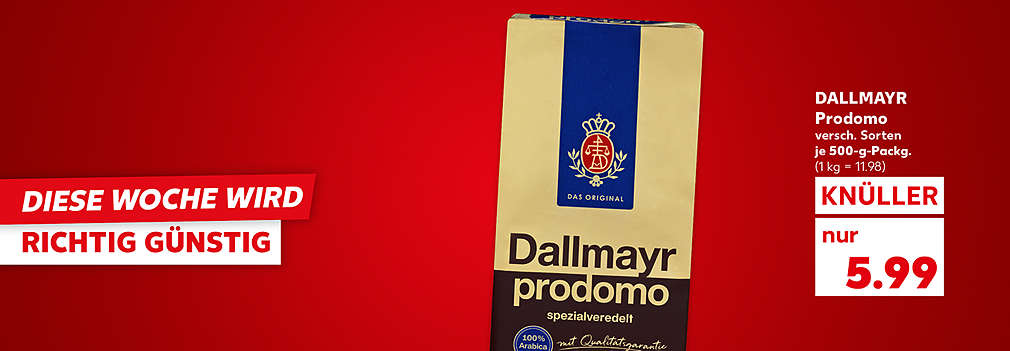 DIESE WOCHE WIRD
RICHTIG GÜNSTIG
prodomo
DAS ORIGINAL
Dallmayr
prodomo
spezialveredelt
100%
Arabica
mit Qualitätsgarantie
DALLMAYR
Prodomo
versch. Sorten
je 500-g-Packg.
(1 kg = 11.98)
KNÜLLER
nur
5.99